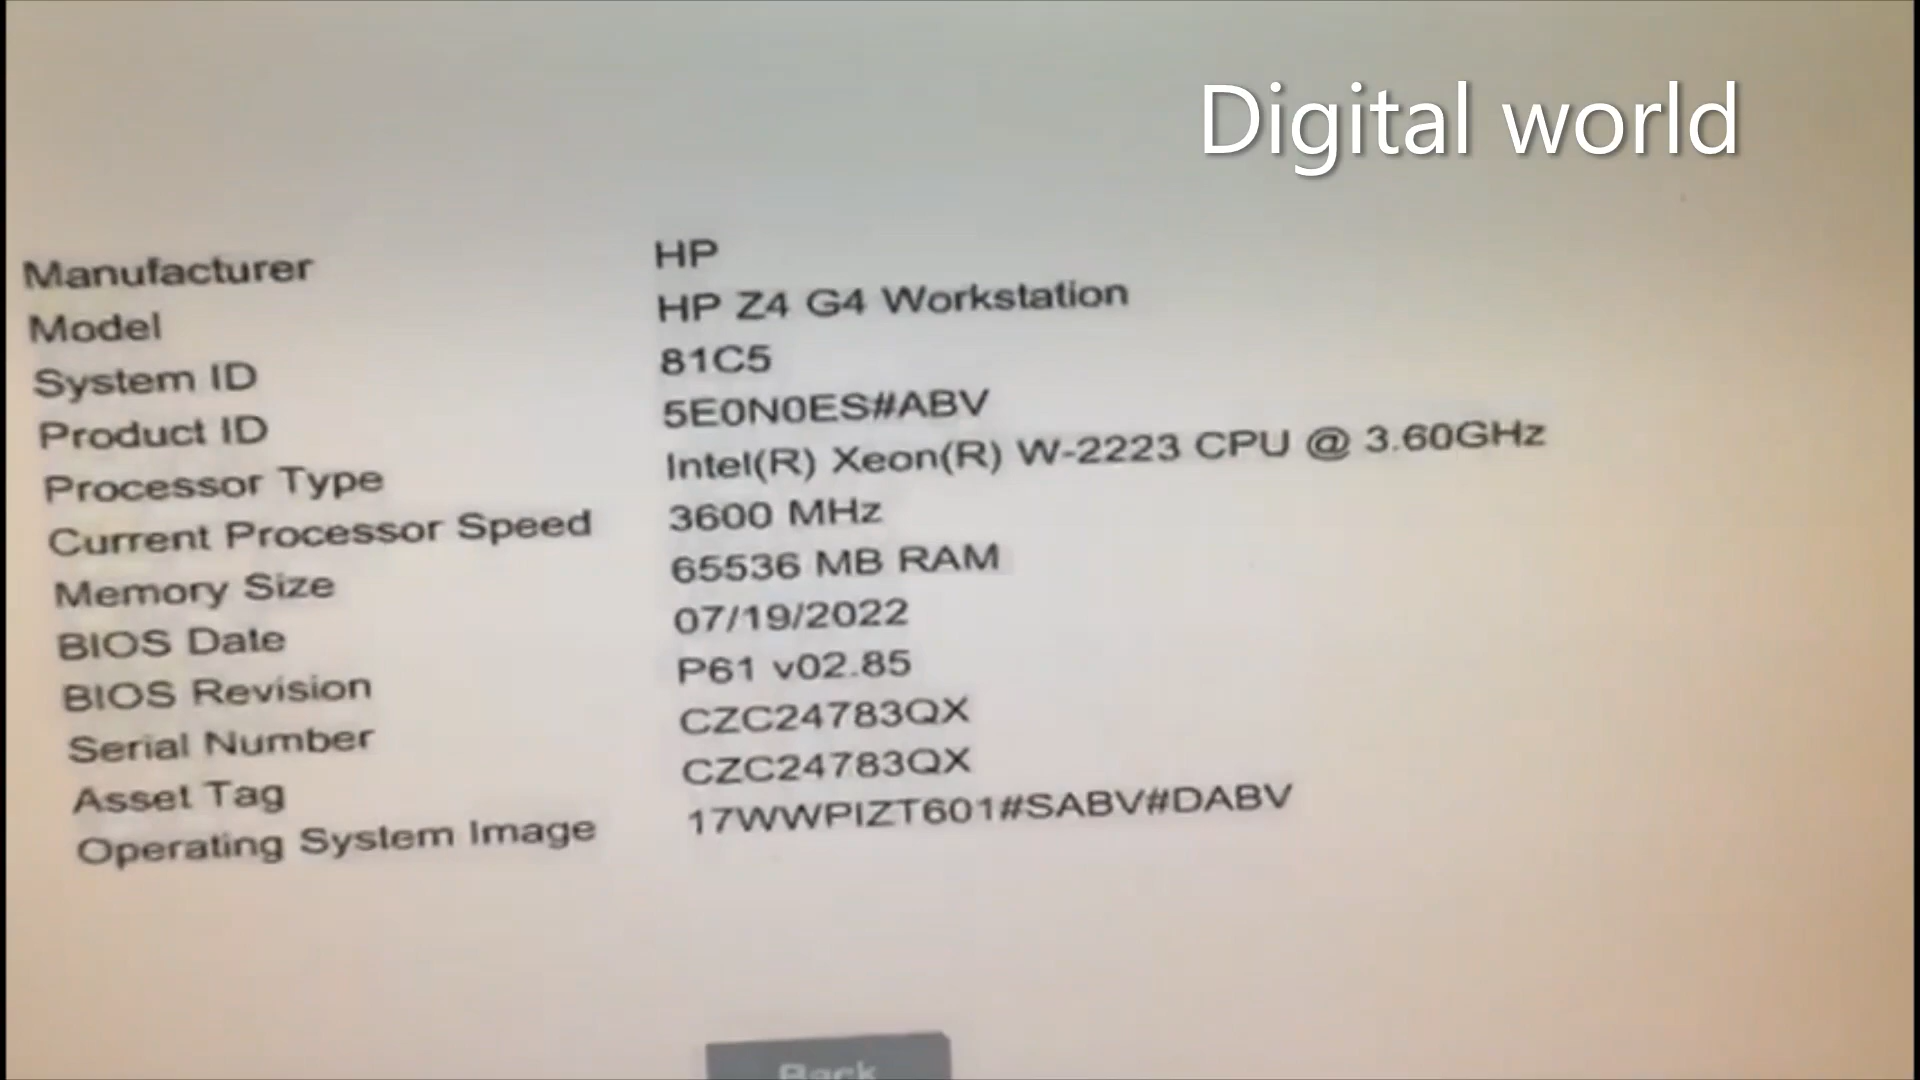 Digital world
Manufacturer HP
Model HP Z4 G4 Workstation
System ID 81C5
Product ID 5E0N0ES#ABV
Processor Type Intel(R) Xeon(R) W-2223 CPU @ 3.60GHz
Current Processor Speed 3600 MHz
Memory Size 65536 MB RAM
BIOS Date 07/19/2022
BIOS Revision P61 v02.85
Serial Number CZC24783QX
Asset Tag CZC24783QX
Operating System Image 17WWPIZT601#SABV#DABV
Back